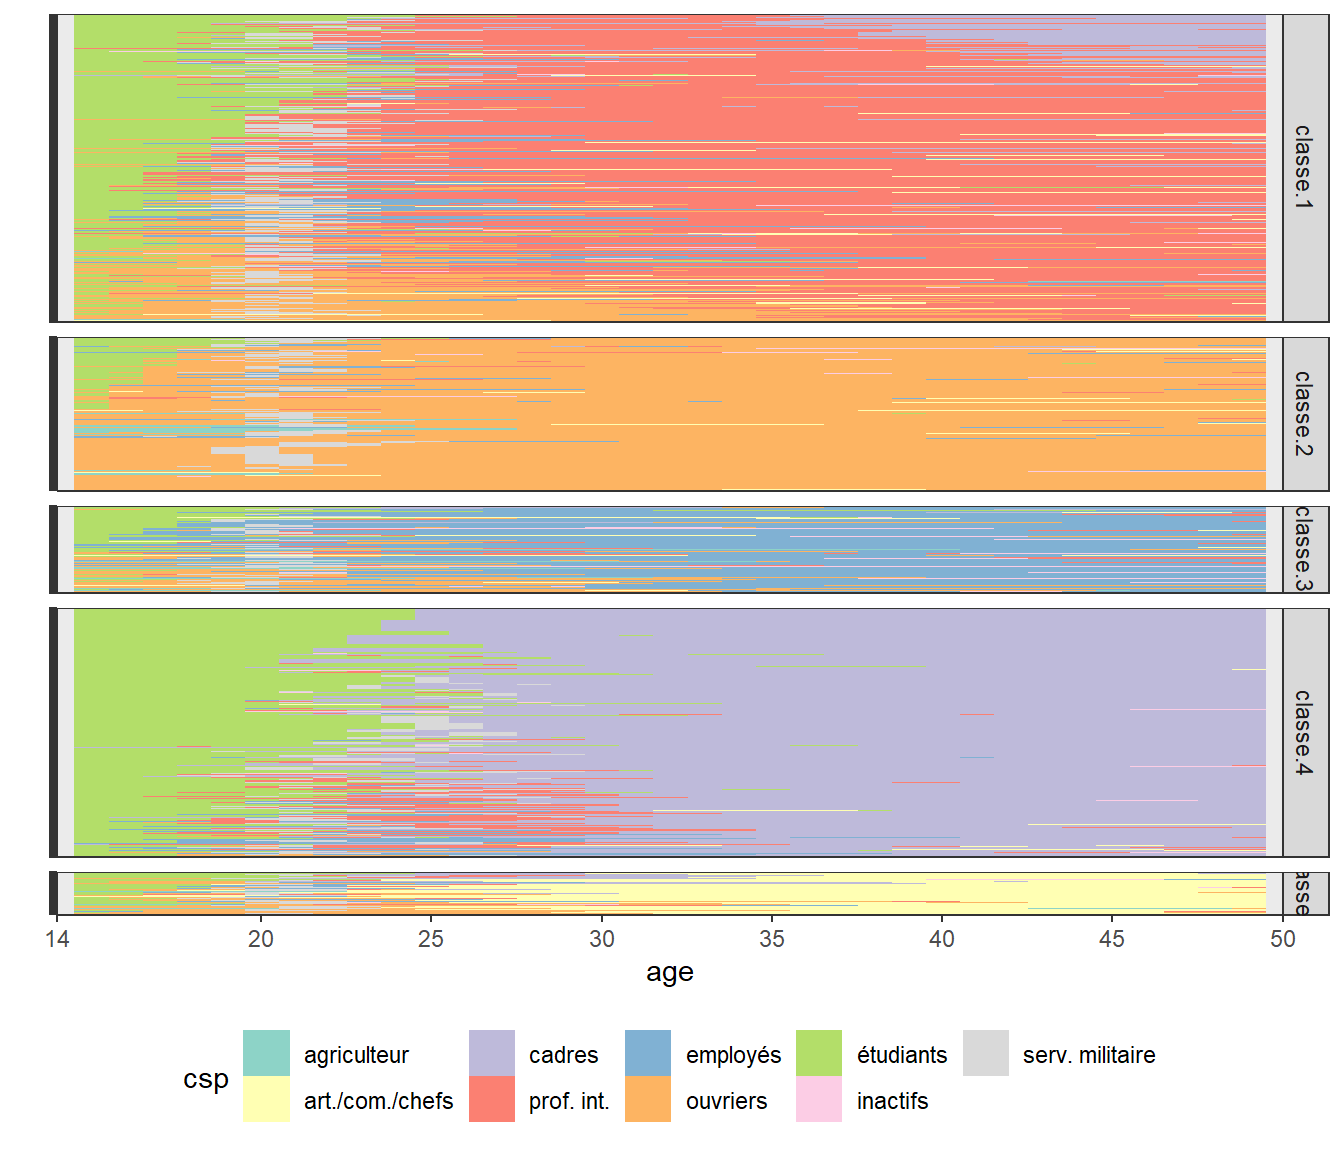 classe.1
classe.2
classe.3
classe.4
asse
14 20 25 30 35 40 45 50
age
csp
agriculteur cadres employés étudiants serv. militaire
art./com./chefs prof. int. ouvriers inactifs